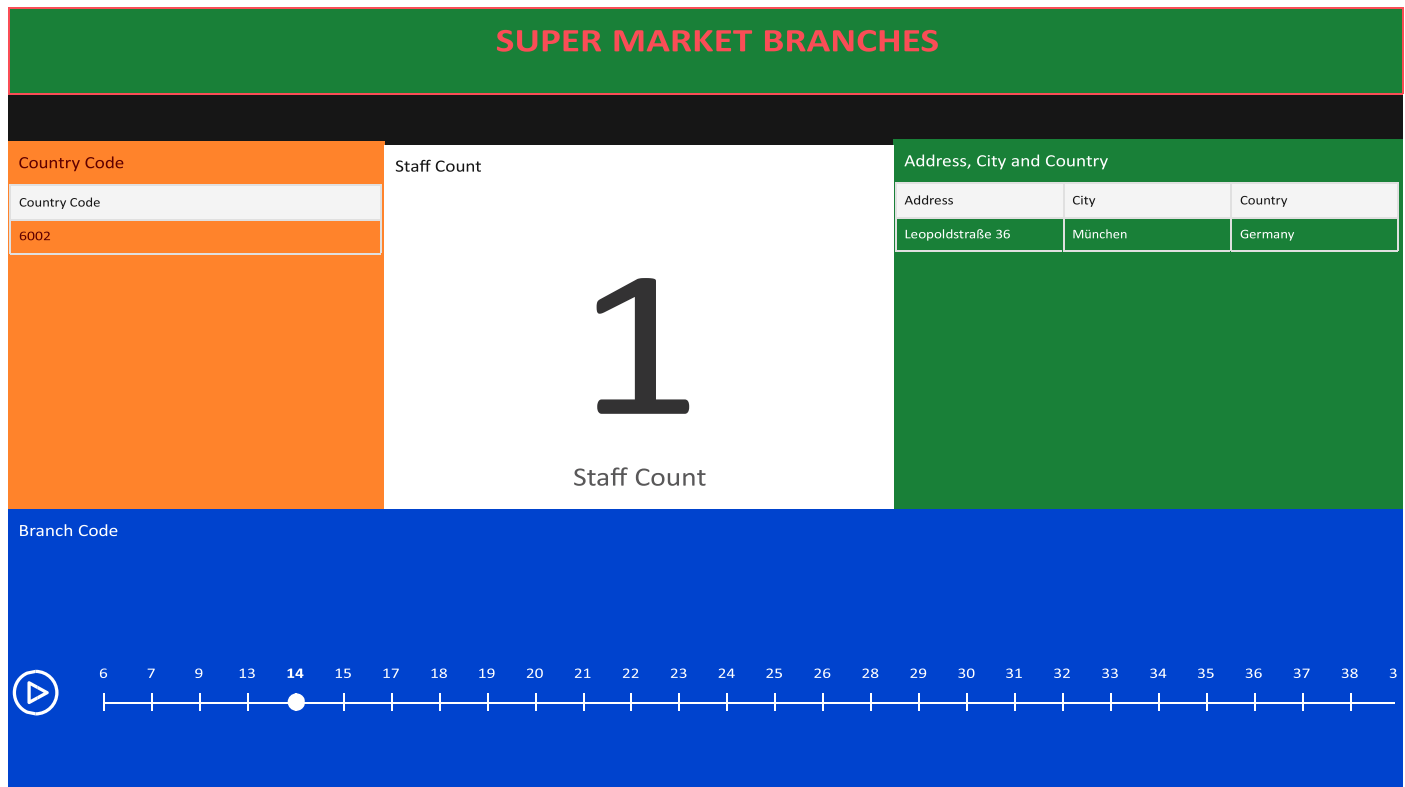 SUPER MARKET BRANCHES
Country Code
Country Code
6002
Staff Count
1
Staff Count
Address, City and Country
Address City Country
Leopoldstraße 36 München Germany
Branch Code
6 7 9 13 14 15 17 18 19 20 21 22 23 24 25 26 28 29 30 31 32 33 34 35 36 37 38 3